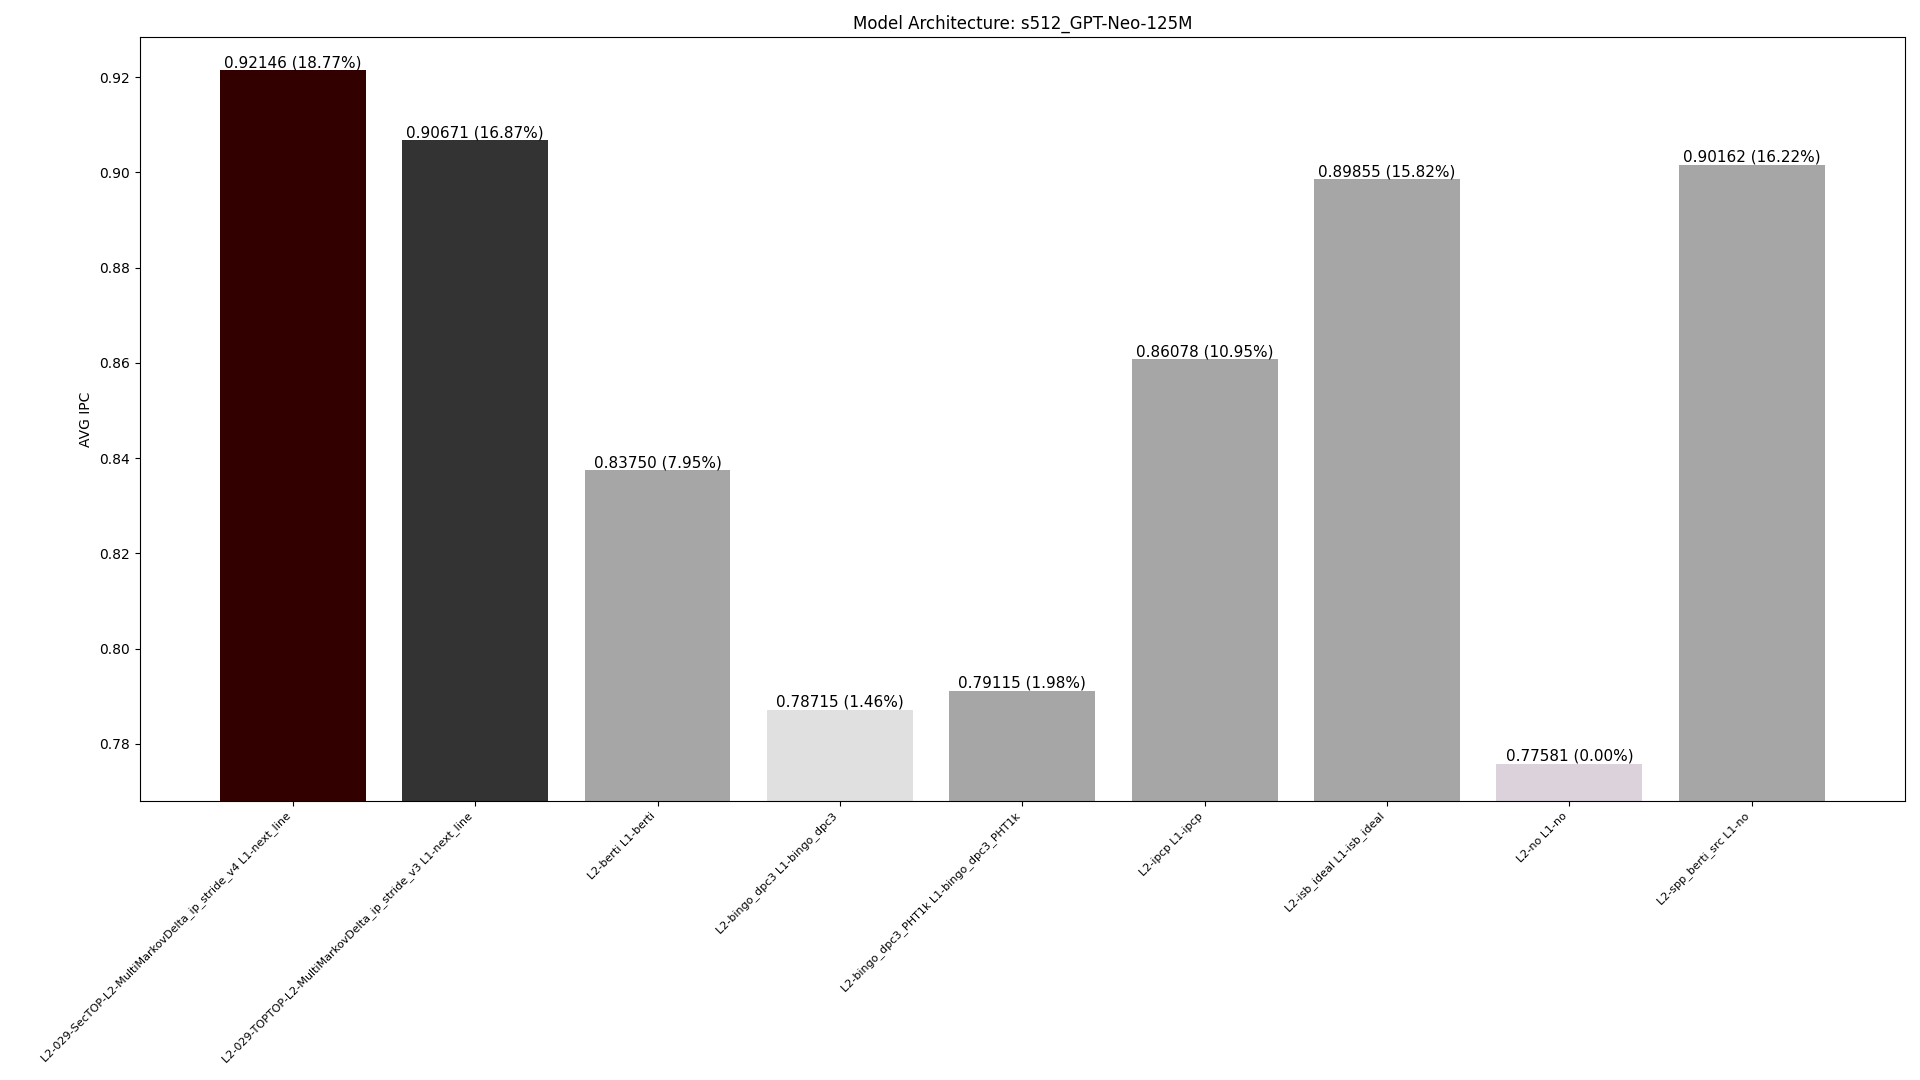 Model Architecture: s512_GPT-Neo-125M
AVG IPC
0.92
0.90
0.88
0.86
0.84
0.82
0.80
0.78
0.92146 (18.77%)
0.90671 (16.87%)
0.83750 (7.95%)
0.78715 (1.46%)
0.79115 (1.98%)
0.86078 (10.95%)
0.89855 (15.82%)
0.77581 (0.00%)
0.90162 (16.22%)
L2-029-SecTOP-L2-MultiMarkovDelta_ip_stride_v4 L1-next_line
L2-029-TOPTOP-L2-MultiMarkovDelta_ip_stride_v3 L1-next_line
L2-berti L1-berti
L2-bingo_dpc3 L1-bingo_dpc3
L2-bingo_dpc3_PHT1k L1-bingo_dpc3_PHT1k
L2-ipcp L1-ipcp
L2-isb_ideal L1-isb_ideal
L2-no L1-no
L2-spp_berti_src L1-no